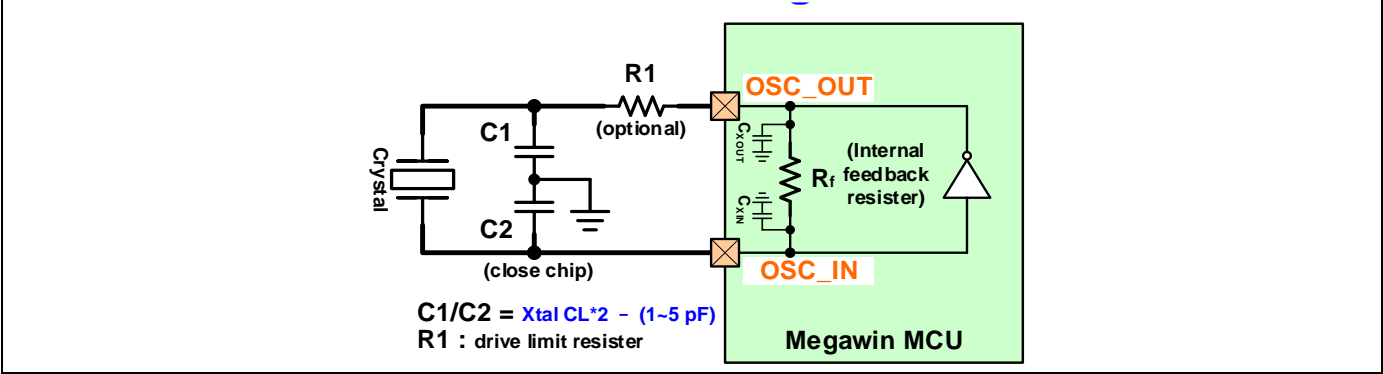 R1
(optional)
OSC_OUT
C1
CXOUT
Crystal
(Internal
Rf feedback
resister)
CXIN
C2
(close chip)
OSC_IN
C1/C2 = Xtal CL*2 - (1~5 pF)
R1 : drive limit resister
Megawin MCU